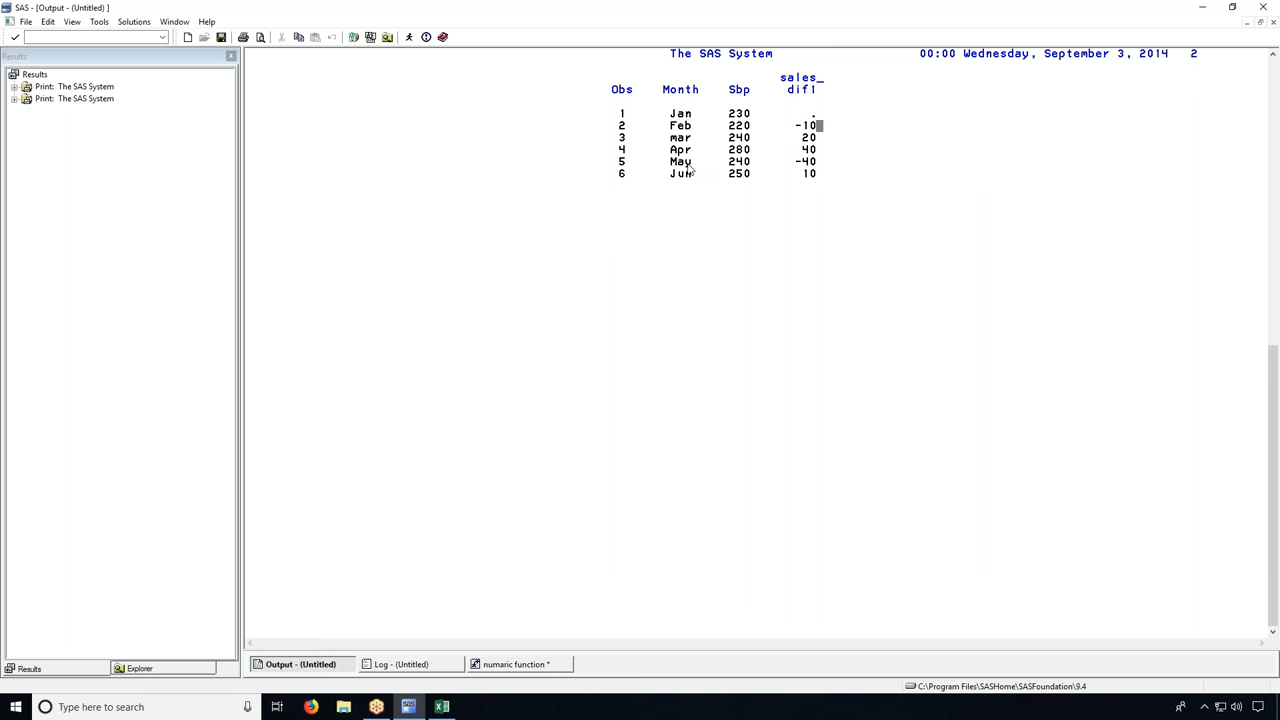 SAS - [Output - (Untitled) ]
File Edit View Tools Solutions Window Help
Results
Results
Print: The SAS System
Print: The SAS System
The SAS System 00:00 Wednesday, September 3, 2014 2
sales_
Obs Month Sbp dif1
1 Jan 230 .
2 Feb 220 -10
3 mar 240 20
4 Apr 280 40
5 May 240 -40
6 Jun 250 10
Results Explorer
Output - (Untitled) Log - (Untitled) numaric function *
C:\Program Files\SASHome\SASFoundation\9.4
Type here to search
SAS